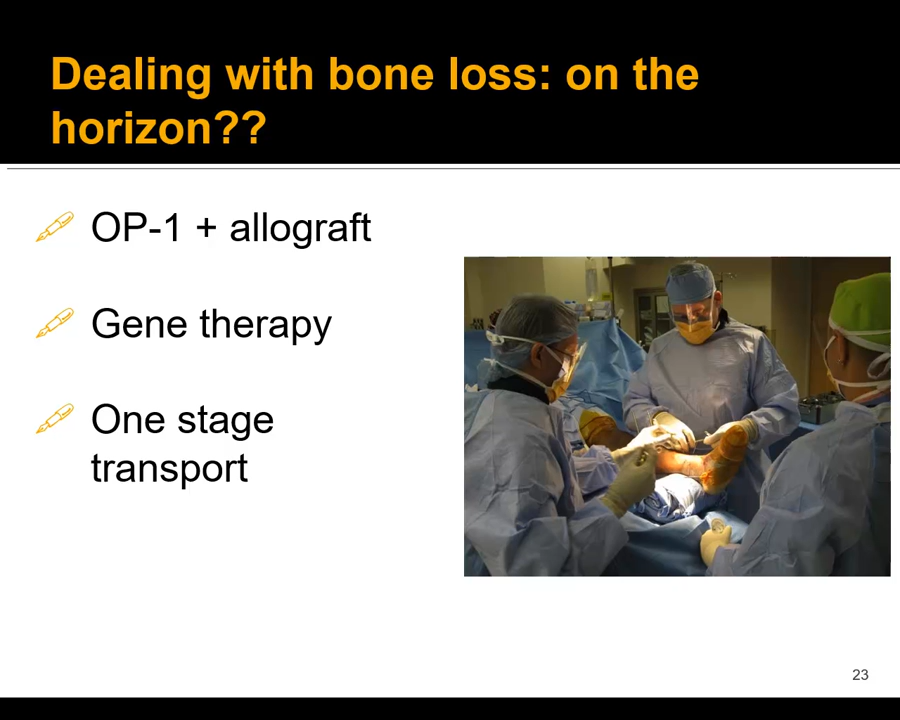 Dealing with bone loss: on the
horizon??
OP-1 + allograft
Gene therapy
One stage
transport
23